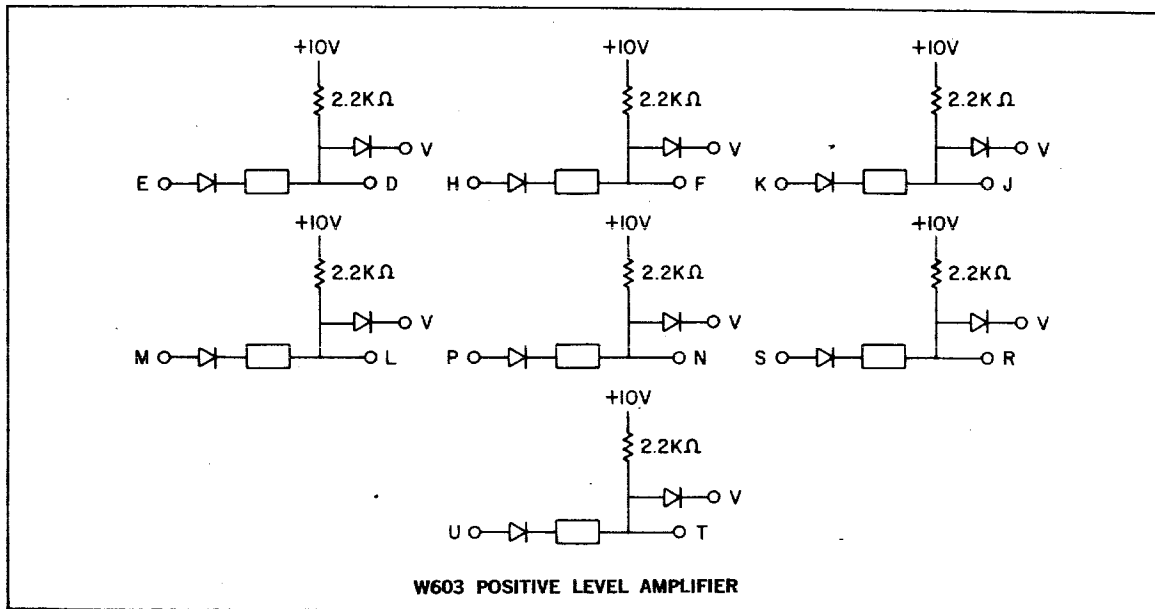 +10V +10V +10V
2.2KΩ 2.2KΩ 2.2KΩ
V V V
E D H F K J
+10V +10V +10V
2.2KΩ 2.2KΩ 2.2KΩ
V V V
M L P N S R
+10V
2.2KΩ
V
U T
W603 POSITIVE LEVEL AMPLIFIER